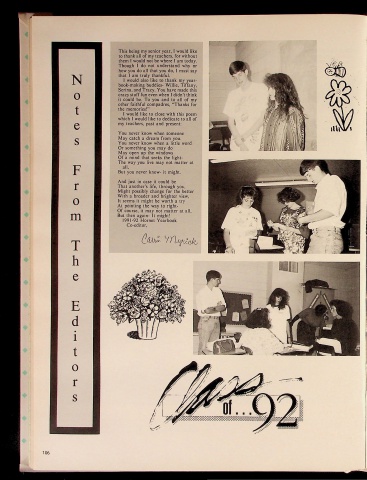 Notes From The Editors
This being my senior year, I would like
to thank all of my teachers, for without
them I would not be where I am today.
Though I do not understand why or
how you do all that you do, I must say
that I am truly thankful.
I would also like to thank my year-
book-making buddies- Willie, Tiffany,
and Tracy. You have made this
crazy stuff fun even when I didn't think
it could be. To you and to all of my
other faithful compadres, "Thanks for
the memories!"
I would like to close with this poem
which I would like to dedicate to all of
my teachers, past and present.
You never know when someone
May catch a dream from you.
You never know when a little word
Or something you may do
May open up the windows
Of a mind that seeks the light-
The way you live may not matter at
all,
But you never know- it might.
And just in case it could be
That another's life, through you,
Might possibly change for the better
With a broader and brighter view,
It seems it might be worth a try
At pointing the way to right-
Of course, it may not matter at all,
But then again- It might!
1991-92 Hornet Yearbook
Co-editor,
Cari Myrick
Class
of...92
106